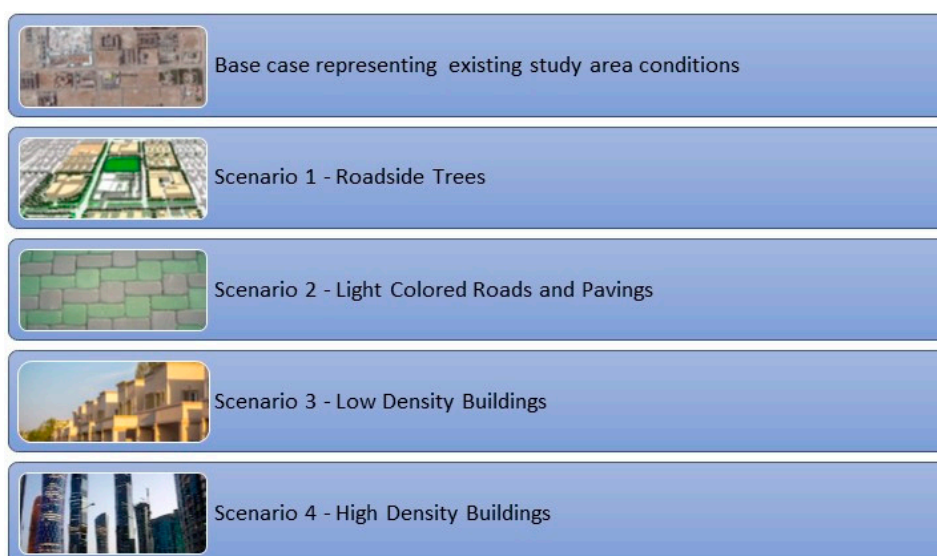 Base case representing existing study area conditions
Scenario 1 - Roadside Trees
Scenario 2 - Light Colored Roads and Pavings
Scenario 3 - Low Density Buildings
Scenario 4 - High Density Buildings